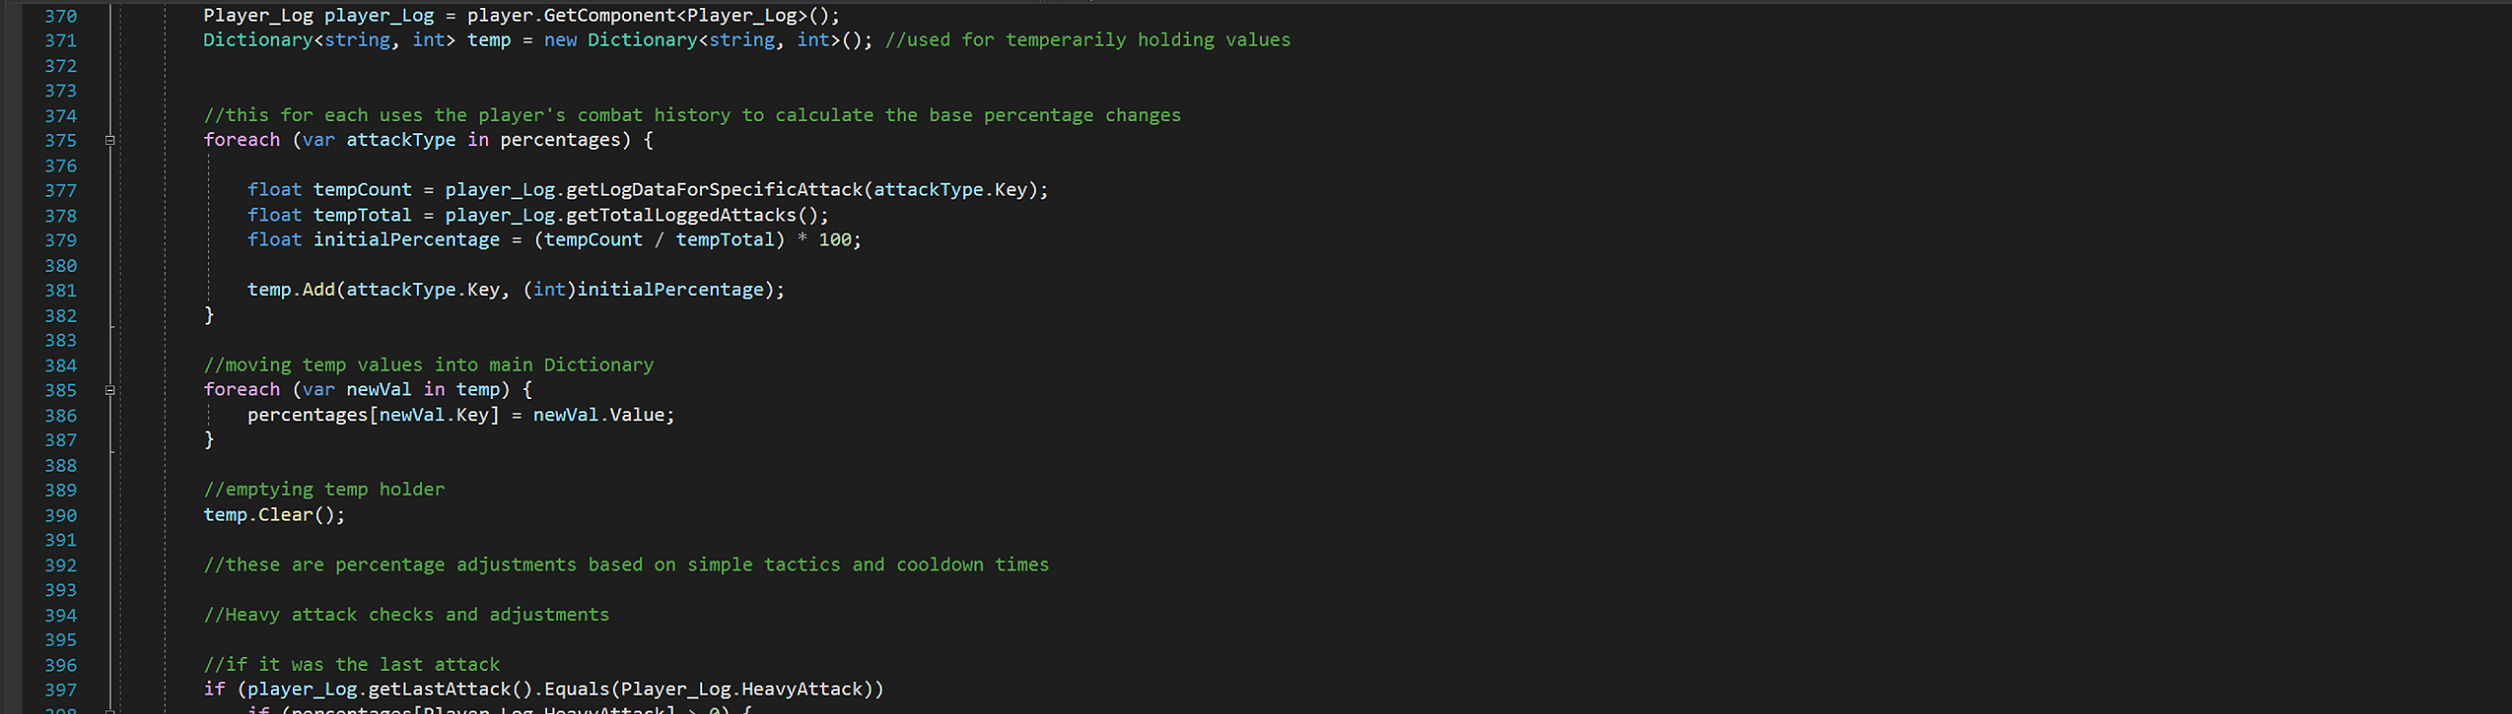 370 Player_Log player_Log = player.GetComponent<Player_Log>();
371 Dictionary<string, int> temp = new Dictionary<string, int>(); //used for temperarily holding values
372
373
374 //this for each uses the player's combat history to calculate the base percentage changes
375 foreach (var attackType in percentages) {
376
377 float tempCount = player_Log.getLogDataForSpecificAttack(attackType.Key);
378 float tempTotal = player_Log.getTotalLoggedAttacks();
379 float initialPercentage = (tempCount / tempTotal) * 100;
380
381 temp.Add(attackType.Key, (int)initialPercentage);
382 }
383
384 //moving temp values into main Dictionary
385 foreach (var newVal in temp) {
386 percentages[newVal.Key] = newVal.Value;
387 }
388
389 //emptying temp holder
390 temp.Clear();
391
392 //these are percentage adjustments based on simple tactics and cooldown times
393
394 //Heavy attack checks and adjustments
395
396 //if it was the last attack
397 if (player_Log.getLastAttack().Equals(Player_Log.HeavyAttack))
398 if (percentages[Player_Log.HeavyAttack] > 0) {